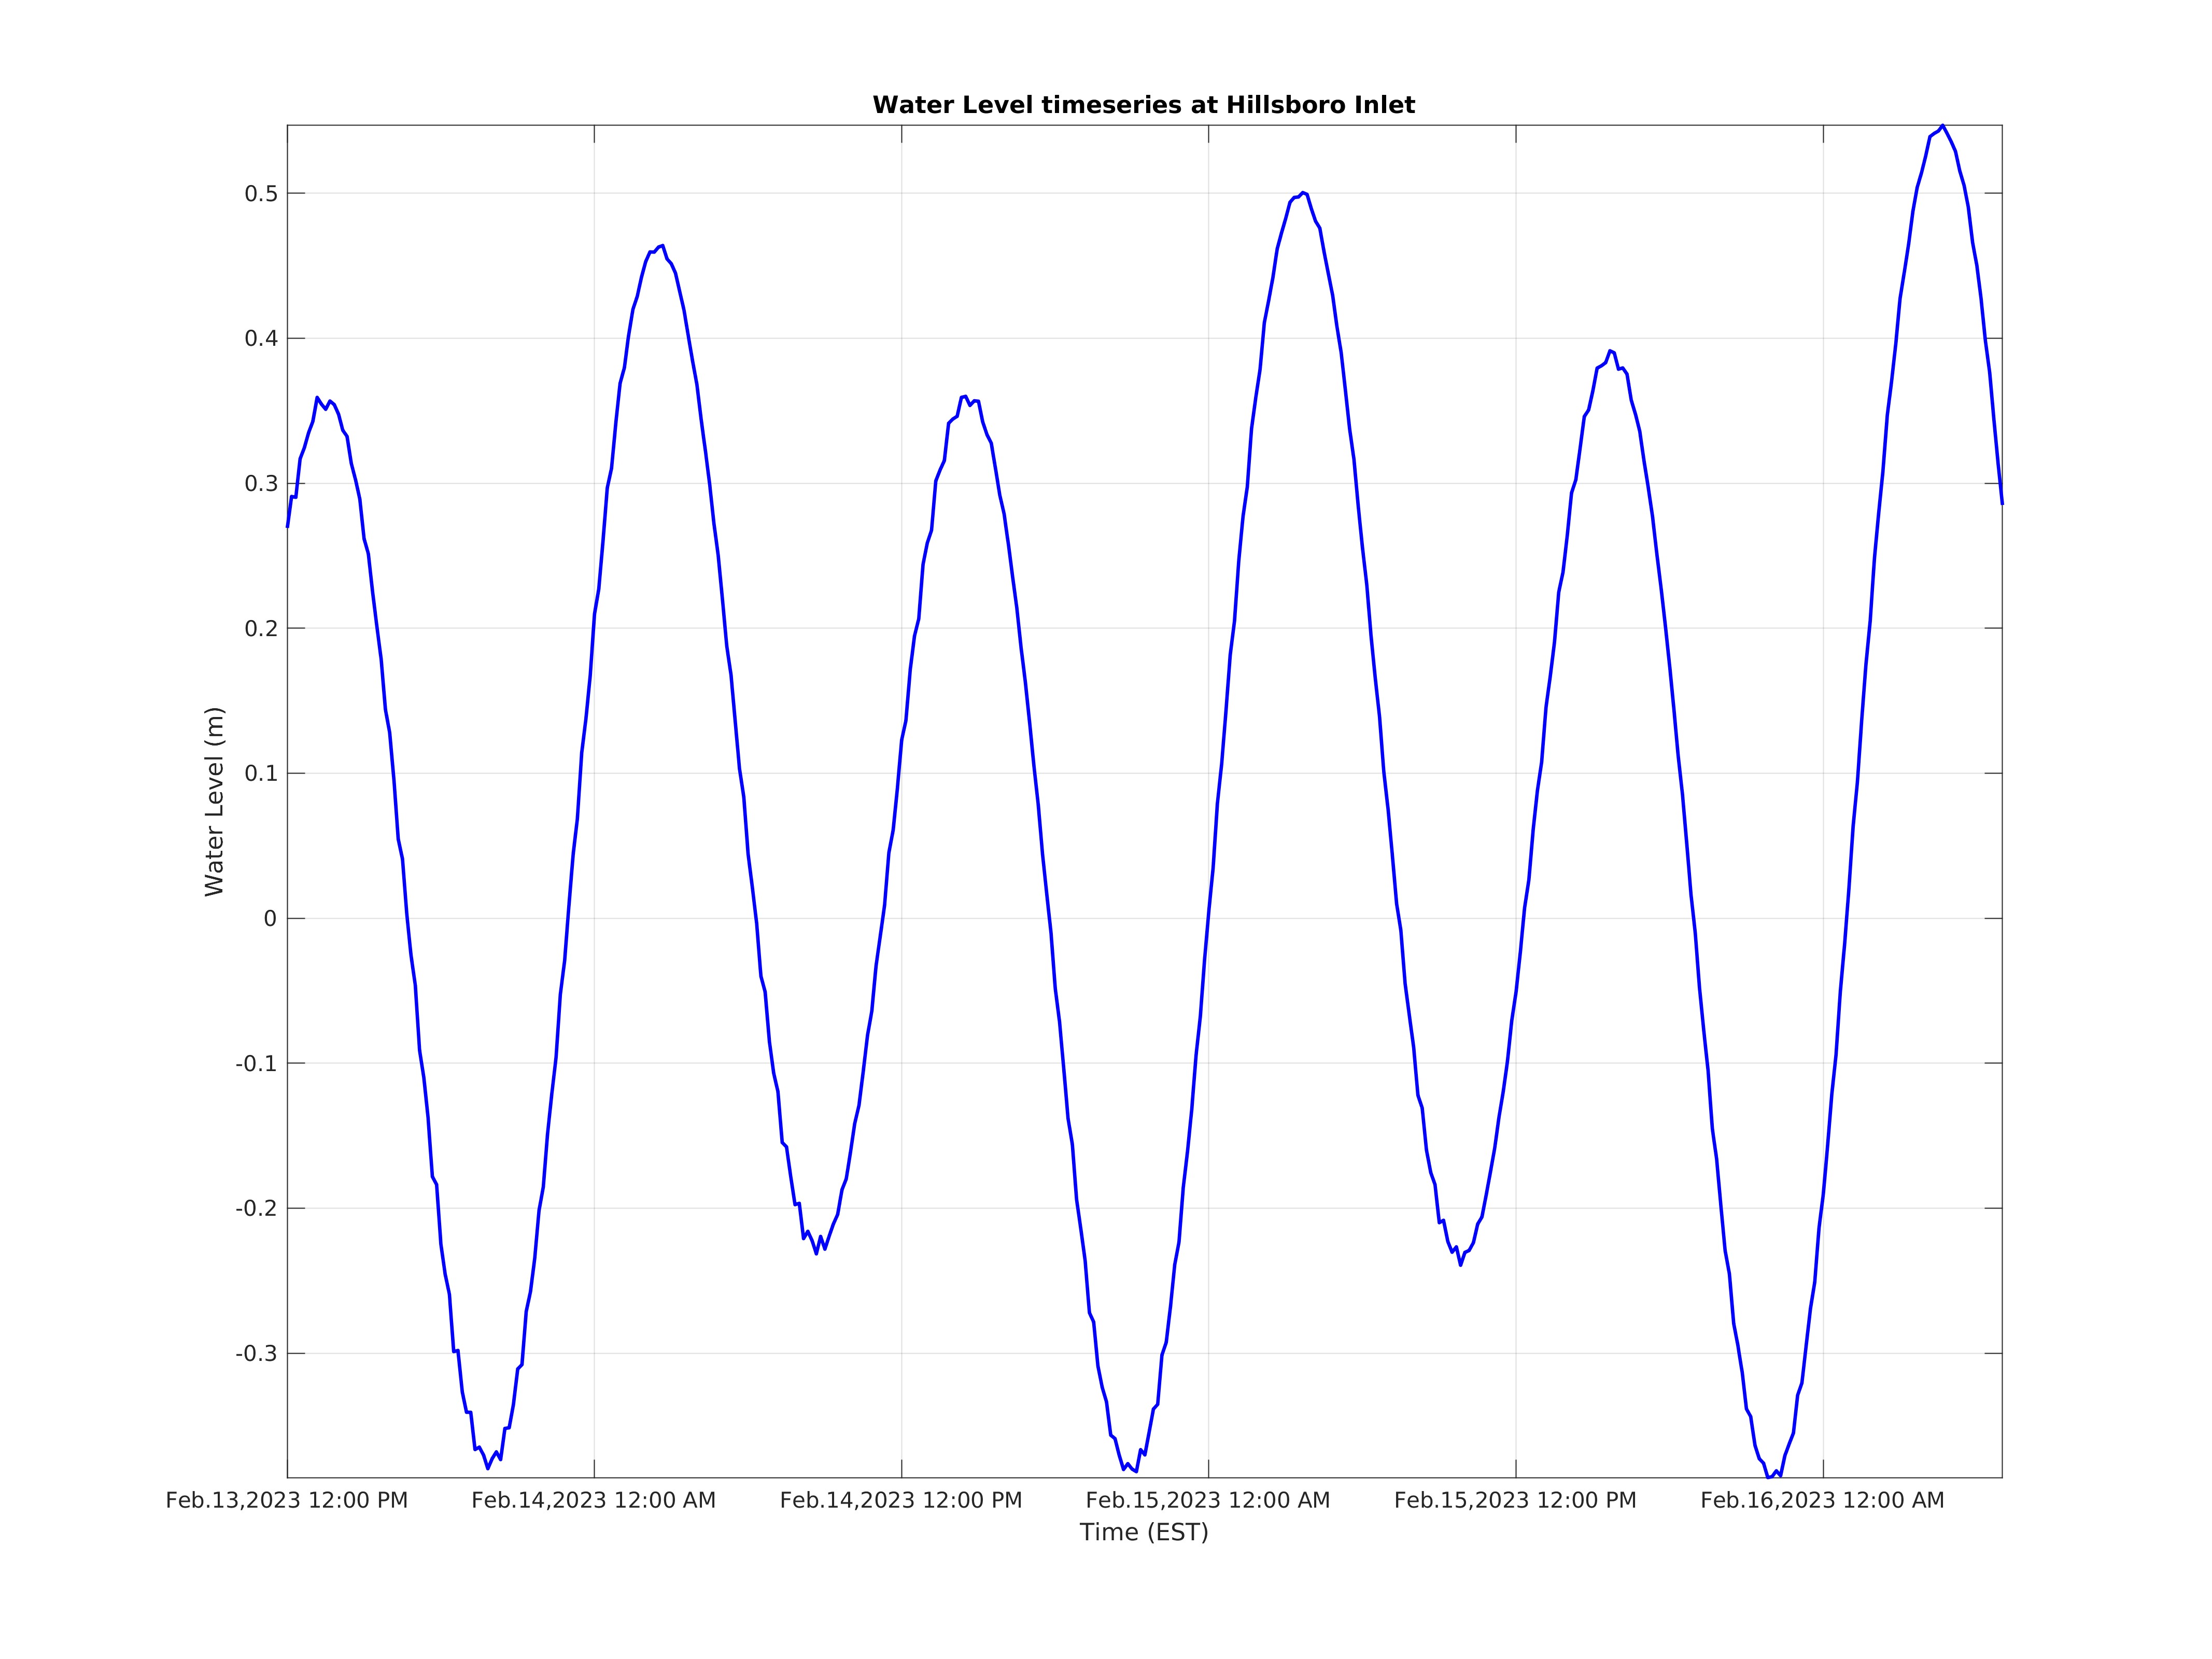 Water Level timeseries at Hillsboro Inlet
0.5
0.4
0.3
0.2
0.1
0
-0.1
-0.2
-0.3
Water Level (m)
Feb.13,2023 12:00 PM Feb.14,2023 12:00 AM Feb.14,2023 12:00 PM Feb.15,2023 12:00 AM Feb.15,2023 12:00 PM Feb.16,2023 12:00 AM
Time (EST)